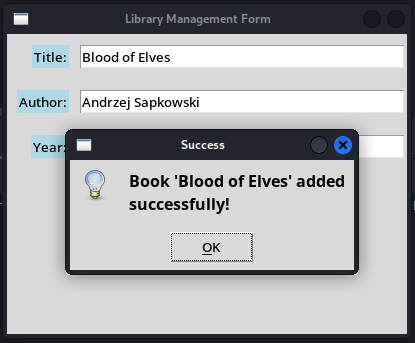 Library Management Form
Title:
Blood of Elves
Author:
Andrzej Sapkowski
Year:
Success
Book 'Blood of Elves' added
successfully!
OK